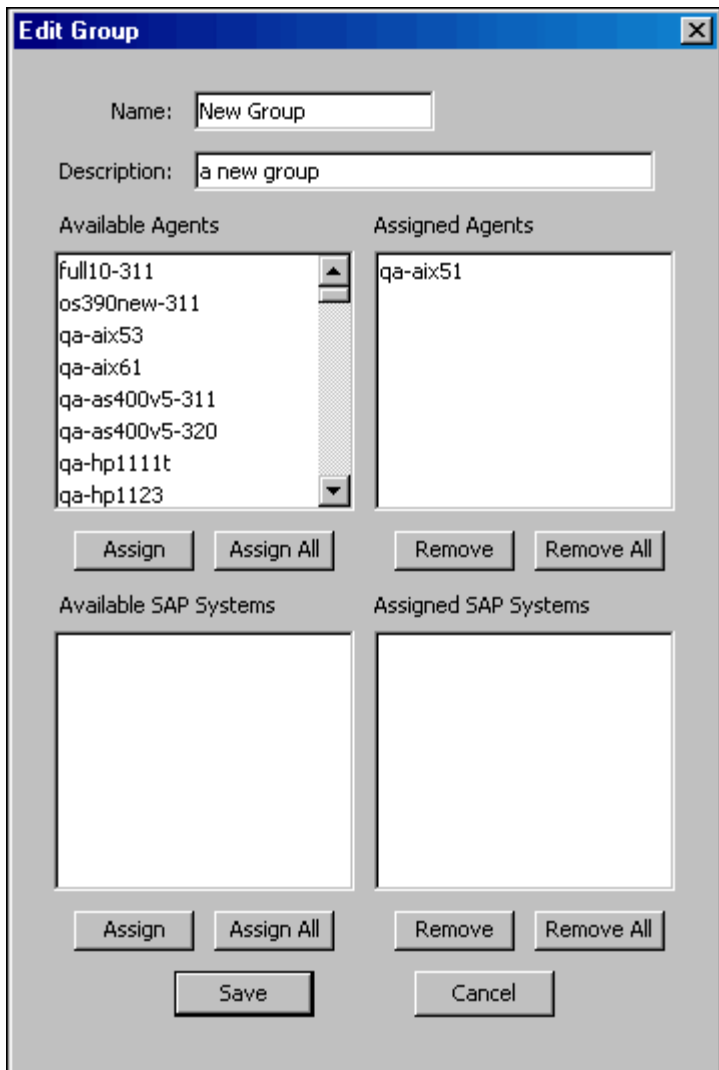 Edit Group
Name: New Group
Description: a new group
Available Agents
full10-311
os390new-311
qa-aix53
qa-aix61
qa-as400v5-311
qa-as400v5-320
qa-hp1111t
qa-hp1123
Assign Assign All
Assigned Agents
qa-aix51
Remove Remove All
Available SAP Systems
Assign Assign All
Assigned SAP Systems
Remove Remove All
Save Cancel